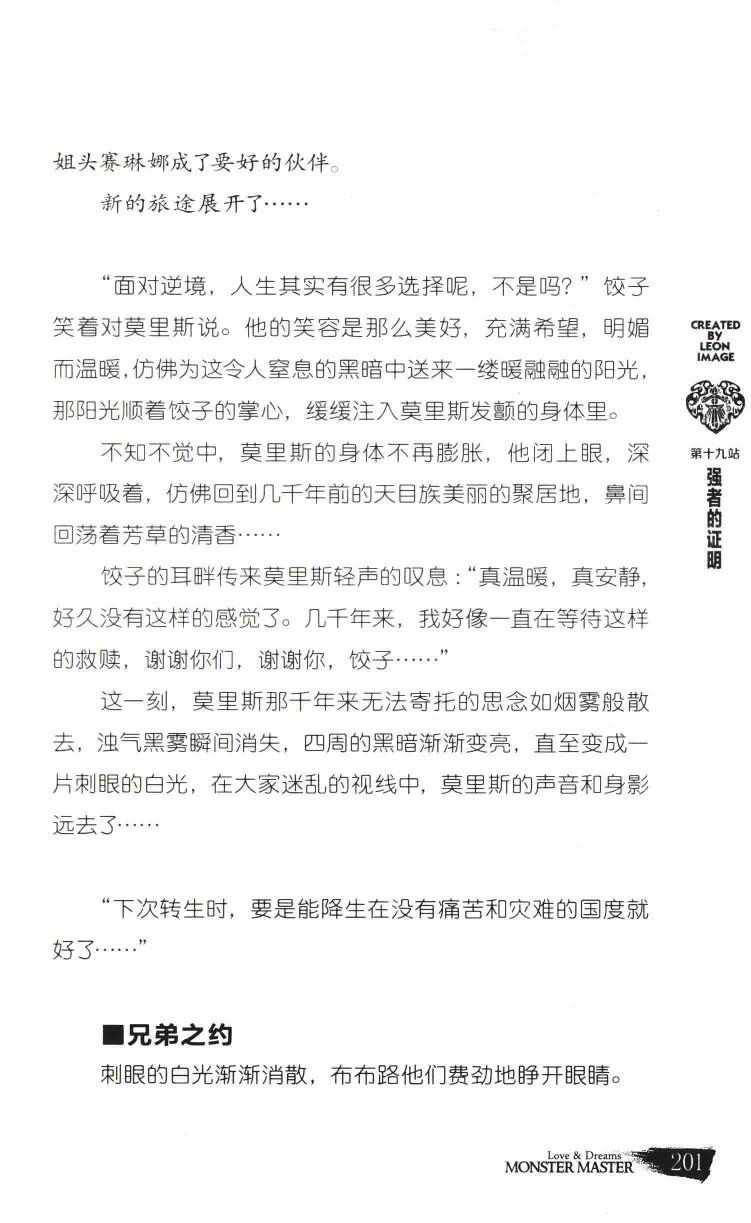 姐头赛琳娜成了要好的伙伴。
新的旅途展开了……
“面对逆境，人生其实有很多选择呢，不是吗？”饺子
笑着对莫里斯说。他的笑容是那么美好，充满希望，明媚
而温暖，仿佛为这令人窒息的黑暗中送来一缕暖融融的阳光，
那阳光顺着饺子的掌心，缓缓注入莫里斯发颤的身体里。
不知不觉中，莫里斯的身体不再膨胀，他闭上眼，深
深呼吸着，仿佛回到几千年前的天目族美丽的聚居地，鼻间
回荡着芳草的清香……
饺子的耳畔传来莫里斯轻声的叹息：“真温暖，真安静，
好久没有这样的感觉了。几千年来，我好像一直在等待这样
的救赎，谢谢你们，谢谢你，饺子……”
这一刻，莫里斯那千年来无法寄托的思念如烟雾般散
去，浊气黑雾瞬间消失，四周的黑暗渐渐变亮，直至变成一
片刺眼的白光，在大家迷乱的视线中，莫里斯的声音和身影
远去了……
“下次转生时，要是能降生在没有痛苦和灾难的国度就
好了……”
■兄弟之约
刺眼的白光渐渐消散，布布路他们费劲地睁开眼睛。
CREATED
BY
LEON
IMAGE
第十九站
强者的证明
Love & Dreams
MONSTER MASTER
201